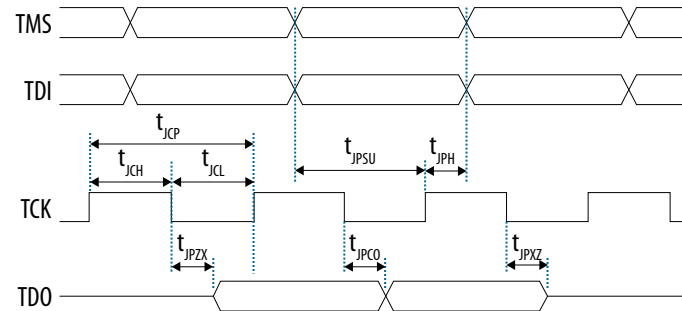 TMS
TDI
tJCP
tJCH tJCL tJPSU tJPH
TCK
tJPZX tJPCO tJPXZ
TDO